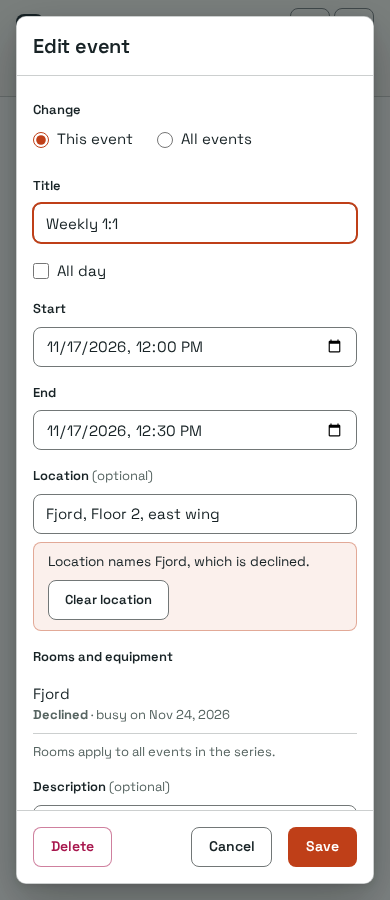 Edit event
Change
This event
All events
Title
Weekly 1:1
All day
Start
11/17/2026, 12:00 PM
End
11/17/2026, 12:30 PM
Location (optional)
Fjord, Floor 2, east wing
Location names Fjord, which is declined.
Clear location
Rooms and equipment
Fjord
Declined · busy on Nov 24, 2026
Rooms apply to all events in the series.
Description (optional)
Delete
Cancel
Save